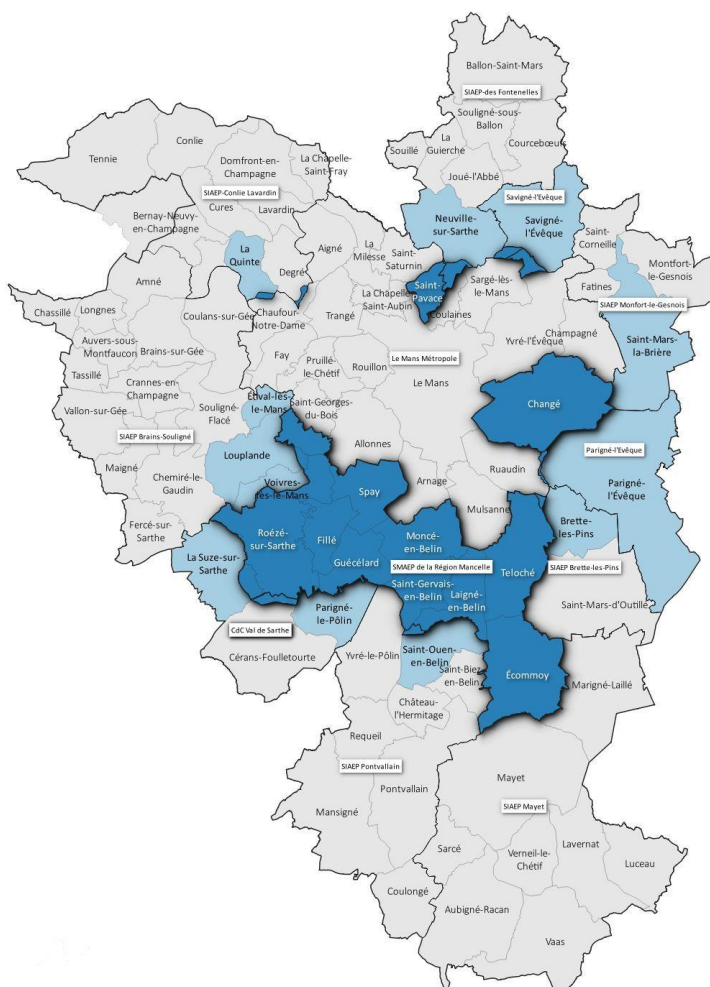 Ballon-Saint-Mars
SIAEP-des Fontenelles
Souligné-sous-
Ballon
La
Guierche
Courcebœufs
Souillé
Joué-l'Abbé
Conlie
Tennie
Domfront-en-
Champagne
La Chapelle-
Saint-Fray
SIAEP-Conlie Lavardin
Cures
Lavardin
Bernay-Neuvy-
en-Champagne
Neuville-
sur-Sarthe
Savigné-l'Evêque
Savigné-
l'Évêque
Saint-
Corneille
Montfort-
le-Gesnois
La
Quinte
Aigné
La
Milesse
Saint-
Saturnin
Degré
Amné
Saint-
Pavace
Sargé-lès-
le-Mans
Fatines
SIAEP Monfort-le-Gesnois
Chassillé
Longnes
Coulans-sur-Gée
Chaufour-
Notre-Dame
Trangé
La Chapelle-
Saint-Aubin
Coulaines
Champagné
Yvré-l'Évêque
Saint-Mars-
la-Brière
Auvers-sous-
Montfaucon
Brains-sur-Gée
Fay
Pruillé-
le-Chétif
Rouillon
Le Mans Métropole
Le Mans
Tassillé
Crannes-en-
Champagne
Étival-lès-
le-Mans
Saint-Georges-
du-Bois
Changé
Vallon-sur-Gée
Souligné-
Flacé
SIAEP Brains-Souligné
Allonnes
Parigné-l'Evêque
Louplande
Maigné
Chemiré-le-
Gaudin
Voivres-
lès-le-Mans
Spay
Arnage
Ruaudin
Mulsanne
Parigné-
l'Évêque
Fercé-sur-
Sarthe
Roézé-
sur-Sarthe
Fillé
Moncé-
en-Belin
Brette-
les-Pins
La Suze-sur-
Sarthe
Guécélard
SMAEP de la Région Mancelle
Teloché
SIAEP Brette-les-Pins
Saint-Gervais-
en-Belin
Laigné-
en-Belin
Parigné-
le-Pôlin
Saint-Mars-d'Outillé
CdC Val de Sarthe
Cérans-Foulletourte
Yvré-le-Pôlin
Saint-Ouen-
en-Belin
Saint-Biez-
en-Belin
Écommoy
Marigné-Laillé
Château-
l'Hermitage
Requeil
SIAEP Pontvallain
Pontvallain
Mayet
SIAEP Mayet
Mansigné
Sarcé
Verneil-le-
Chétif
Lavernat
Luceau
Coulongé
Aubigné-Racan
Vaas